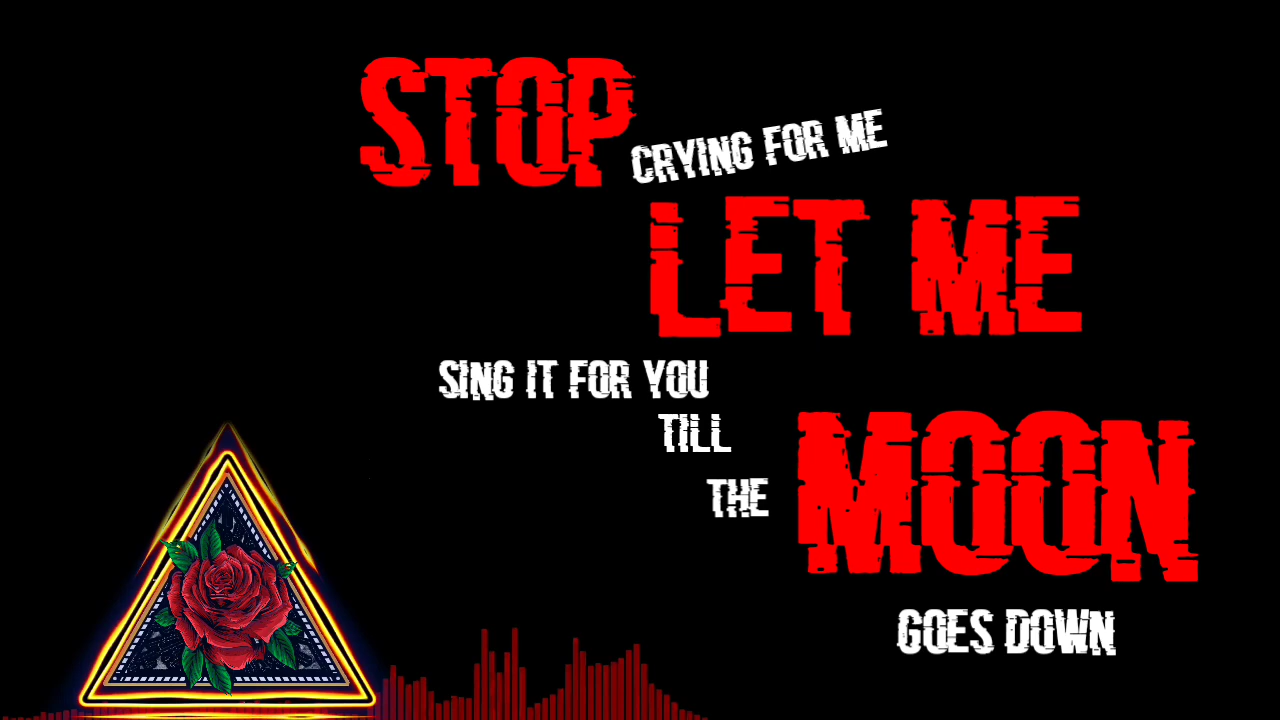 STOP
CRYING FOR ME
LET ME
SING IT FOR YOU
TILL
THE MOON
GOES DOWN